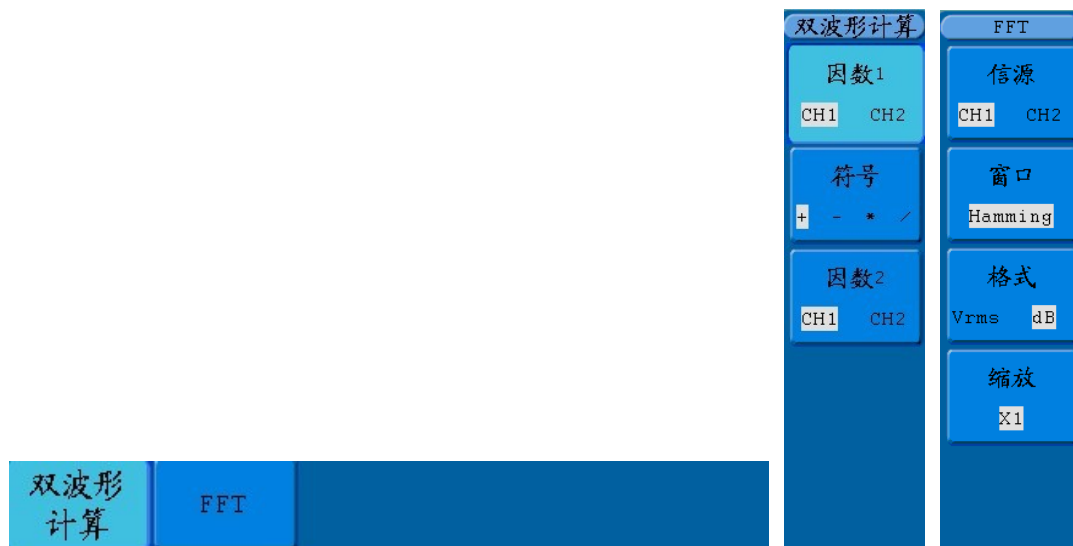 双波形计算
因数1
CH1 CH2
符号
+ - * /
因数2
CH1 CH2
FFT
信源
CH1 CH2
窗口
Hamming
格式
Vrms dB
缩放
X1
双波形
计算
FFT